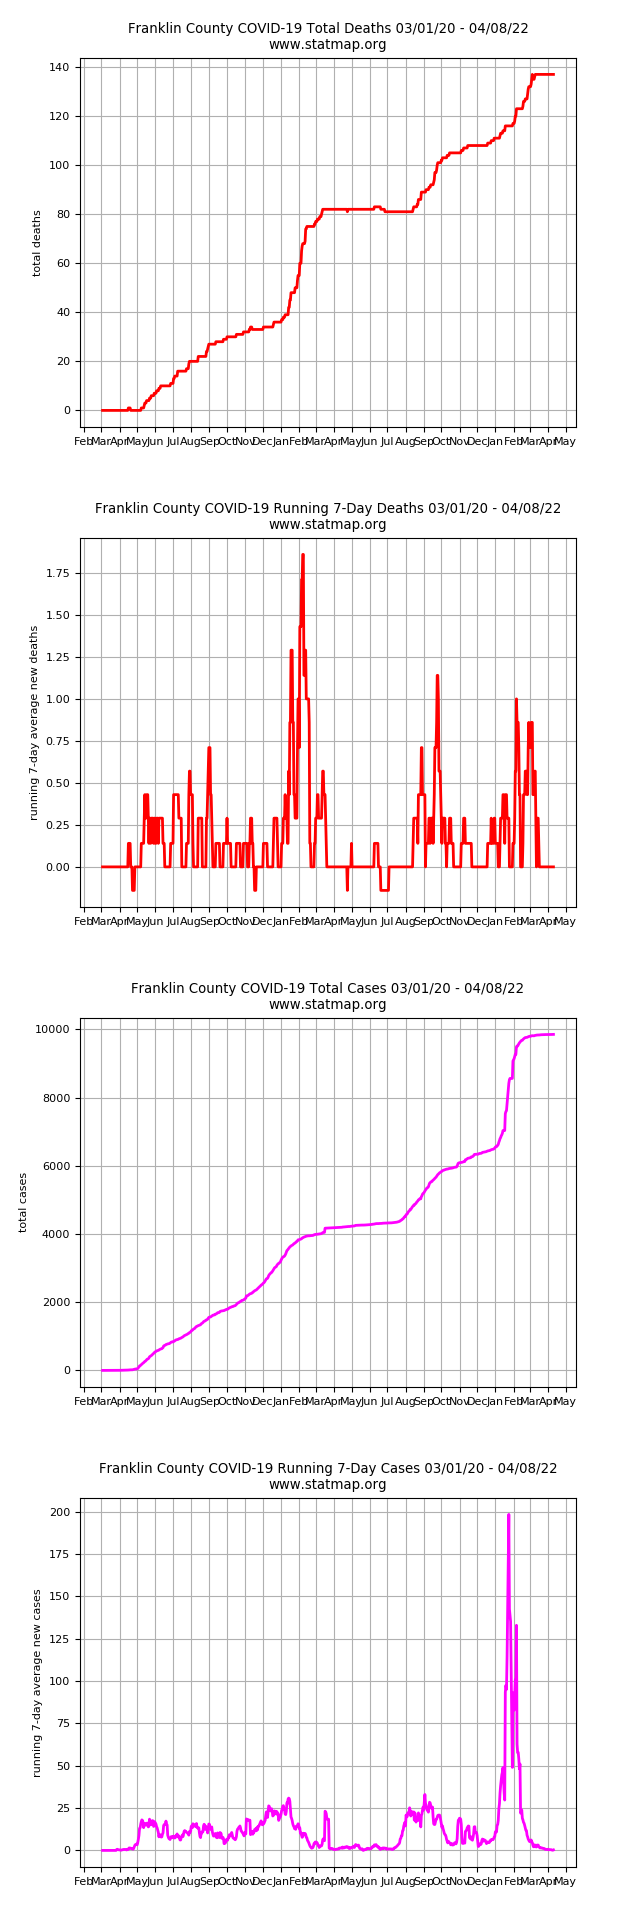 Franklin County COVID-19 Total Deaths 03/01/20 - 04/08/22
www.statmap.org
140
120
100
80
60
40
20
0
total deaths
Feb Mar Apr May Jun Jul Aug Sep Oct Nov Dec Jan Feb Mar Apr May Jun Jul Aug Sep Oct Nov Dec Jan Feb Mar Apr May
Franklin County COVID-19 Running 7-Day Deaths 03/01/20 - 04/08/22
www.statmap.org
1.75
1.50
1.25
1.00
0.75
0.50
0.25
0.00
running 7-day average new deaths
Feb Mar Apr May Jun Jul Aug Sep Oct Nov Dec Jan Feb Mar Apr May Jun Jul Aug Sep Oct Nov Dec Jan Feb Mar Apr May
Franklin County COVID-19 Total Cases 03/01/20 - 04/08/22
www.statmap.org
10000
8000
6000
4000
2000
0
total cases
Feb Mar Apr May Jun Jul Aug Sep Oct Nov Dec Jan Feb Mar Apr May Jun Jul Aug Sep Oct Nov Dec Jan Feb Mar Apr May
Franklin County COVID-19 Running 7-Day Cases 03/01/20 - 04/08/22
www.statmap.org
200
175
150
125
100
75
50
25
0
running 7-day average new cases
Feb Mar Apr May Jun Jul Aug Sep Oct Nov Dec Jan Feb Mar Apr May Jun Jul Aug Sep Oct Nov Dec Jan Feb Mar Apr May